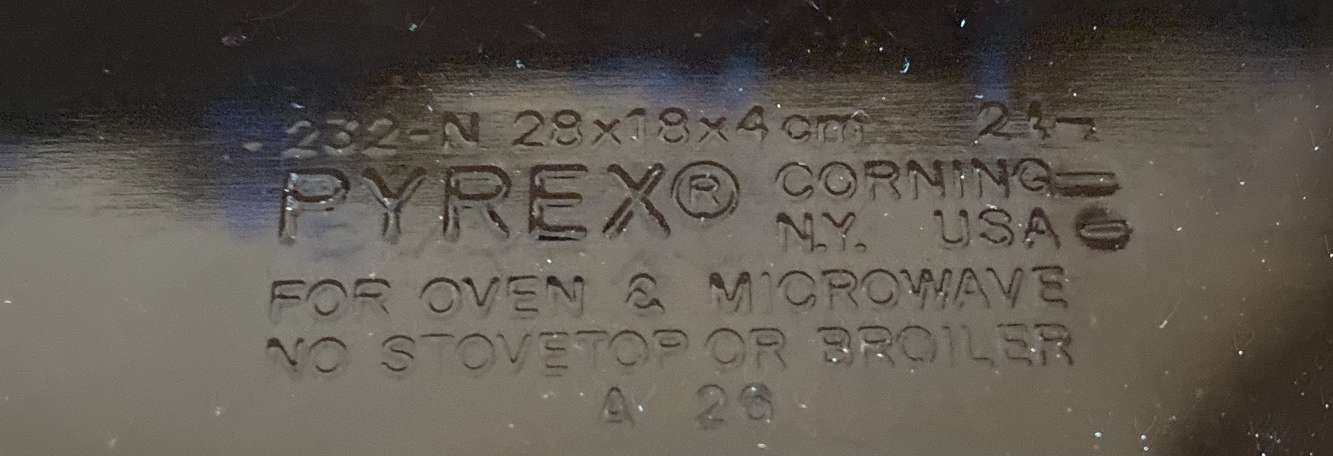 232-N 28x18x4cm
PYREX® CORNING
N.Y. USA
FOR OVEN & MICROWAVE
NO STOVETOP OR BROILER
A 26